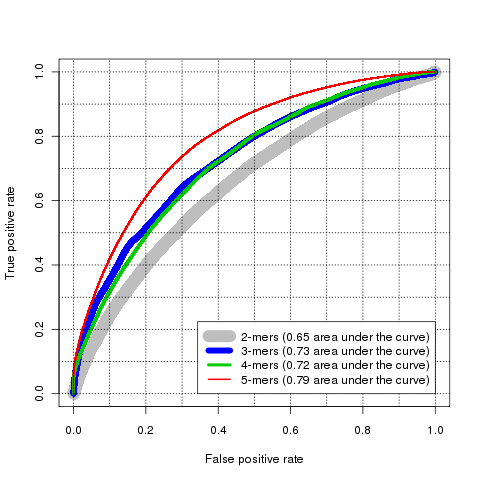 1.0
0.8
0.6
0.4
0.2
0.0
True positive rate
2-mers (0.65 area under the curve)
3-mers (0.73 area under the curve)
4-mers (0.72 area under the curve)
5-mers (0.79 area under the curve)
0.0 0.2 0.4 0.6 0.8 1.0
False positive rate